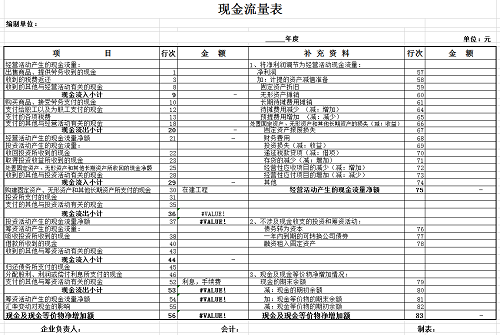 现金流量表
编制单位：
年度 单位：元
项 目 行次 金 额 补 充 资 料 行次 金 额
经营活动产生的现金流量： 1、将净利润调节为经营活动现金流量：
出售商品，提供劳务收到的现金 1 净利润 57
收到的税费返还 3 加：计提的资产减值准备 58
收到的其他与经营活动有关的现金 8 固定资产折旧 59
现金流入小计 9 - 无形资产摊销 60
购买商品，接受劳务支付的现金 10 长期待摊费用摊销 61
支付给职工以及为职工支付的现金 12 待摊费用减少 （减：增加） 64
支付的各项税费 13 预提费用增加 （减：减少） 65
支付的其他与经营活动有关的现金 18 处置固定资产、无形资产和其他长期资产的损失（减：收益） 66
现金流出小计 20 - 固定资产报废损失 67
经营活动产生的现金流量净额 21 - 财务费用 68
投资活动产生的现金流量： 投资损失（减：收益） 69
收回投资所收到的现金 22 递延税款贷项（减：借项） 70
取得投资收益所收到的现金 23 存货的减少（减：增加） 71
处置固定资产、无形资产和其他长期资产所收回的现金净额 25 经营性应收项目的减少（减：增加） 72
收到的其他与投资活动有关的现金 28 经营性应付项目的增加（减：减少） 73
现金流入小计 29 - 其他 74
购建固定资产、无形资产和其他长期资产所支付的现金 30 在建工程 经营活动产生的现金流量净额 75 -
投资所支付的现金 31
支付的其他与投资活动有关的现金 35
现金流出小计 36 #VALUE!
投资活动产生的现金流量净额 37 #VALUE! 2、不涉及现金收支的投资和筹资活动：
筹资活动产生的现金流量： 债务转为资本 76
吸收投资所收到的现金 38 一年内到期的可转换公司债券 77
借款所收到的现金 40 融资租入固定资产 78
收到的其他与筹资活动有关的现金 43
现金流入小计 44 -
归还债务所支付的现金 45
分配股利、利润或偿付利息所支付的现金 46 3、现金及现金等价物净增加情况：
支付的其他与筹资活动有关的现金 52 利息，手续费 现金的期末余额 79
现金流出小计 53 #VALUE! 减：现金的期初余额 80
筹资活动产生的现金流量净额 54 #VALUE! 加：现金等价物的期末余额 81
汇率变动对现金的影响 55 减：现金等价物的期初余额 82
现金及现金等价物净增加额 56 #VALUE! 现金及现金等价物净增加额 83 -
企业负责人： 会计： 制表：